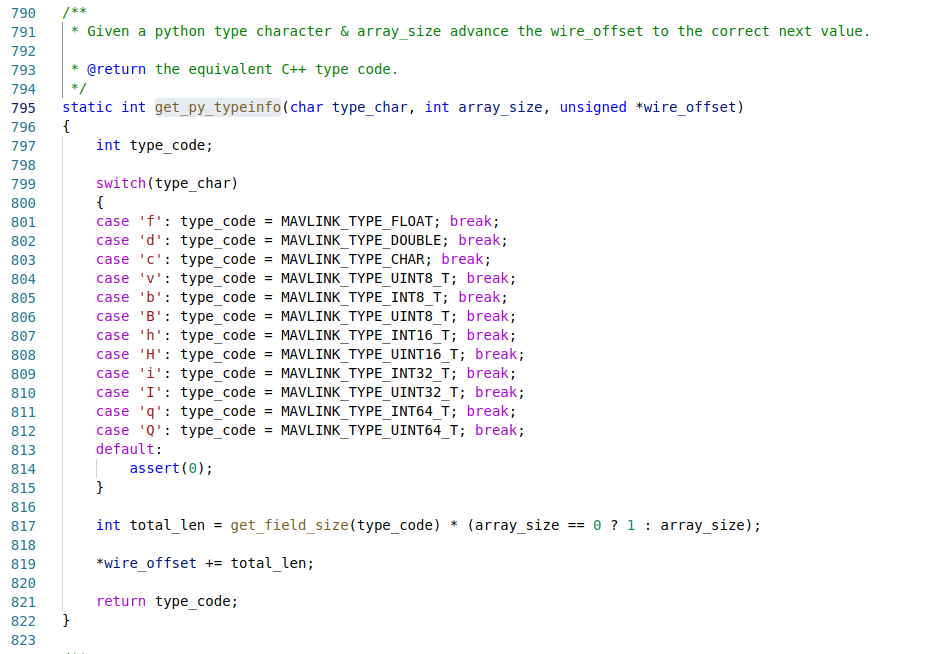 790 /**
791  * Given a python type character & array_size advance the wire_offset to the correct next value.
792
793  * @return the equivalent C++ type code.
794  */
795 static int get_py_typeinfo(char type_char, int array_size, unsigned *wire_offset)
796 {
797     int type_code;
798
799     switch(type_char)
800     {
801     case 'f': type_code = MAVLINK_TYPE_FLOAT; break;
802     case 'd': type_code = MAVLINK_TYPE_DOUBLE; break;
803     case 'c': type_code = MAVLINK_TYPE_CHAR; break;
804     case 'v': type_code = MAVLINK_TYPE_UINT8_T; break;
805     case 'b': type_code = MAVLINK_TYPE_INT8_T; break;
806     case 'B': type_code = MAVLINK_TYPE_UINT8_T; break;
807     case 'h': type_code = MAVLINK_TYPE_INT16_T; break;
808     case 'H': type_code = MAVLINK_TYPE_UINT16_T; break;
809     case 'i': type_code = MAVLINK_TYPE_INT32_T; break;
810     case 'I': type_code = MAVLINK_TYPE_UINT32_T; break;
811     case 'q': type_code = MAVLINK_TYPE_INT64_T; break;
812     case 'Q': type_code = MAVLINK_TYPE_UINT64_T; break;
813     default:
814         assert(0);
815     }
816
817     int total_len = get_field_size(type_code) * (array_size == 0 ? 1 : array_size);
818
819     *wire_offset += total_len;
820
821     return type_code;
822 }
823